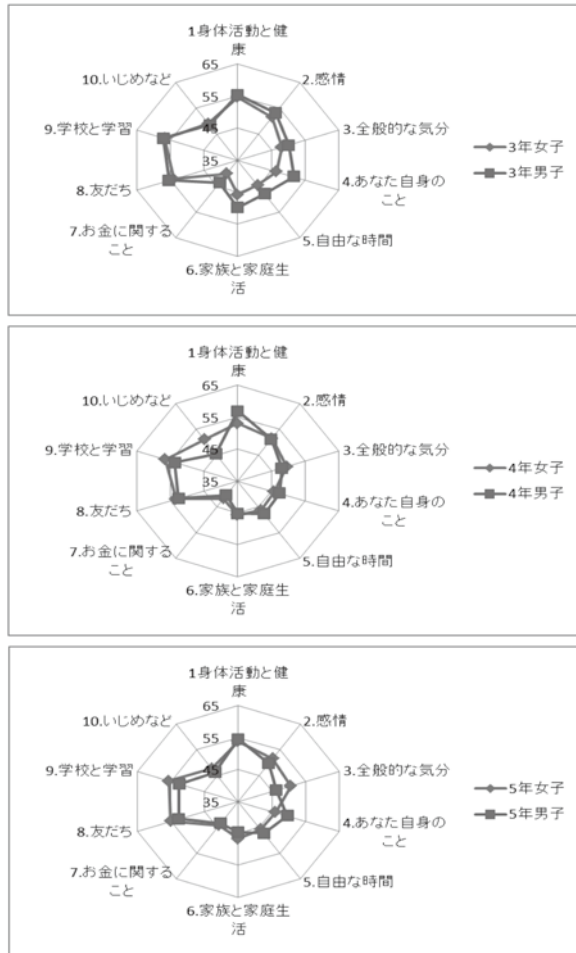 1身体活動と健
康
65
10.いじめなど
2.感情
55
9.学校と学習
45
3.全般的な気分
35
3年女子
3年男子
8.友だち
4.あなた自身の
こと
7.お金に関する
こと
5.自由な時間
6.家族と家庭生
活
1身体活動と健
康
65
10.いじめなど
2.感情
55
9.学校と学習
45
3.全般的な気分
35
4年女子
4年男子
8.友だち
4.あなた自身の
こと
7.お金に関する
こと
5.自由な時間
6.家族と家庭生
活
1身体活動と健
康
65
10.いじめなど
2.感情
55
9.学校と学習
45
3.全般的な気分
35
5年女子
5年男子
8.友だち
4.あなた自身の
こと
7.お金に関する
こと
5.自由な時間
6.家族と家庭生
活